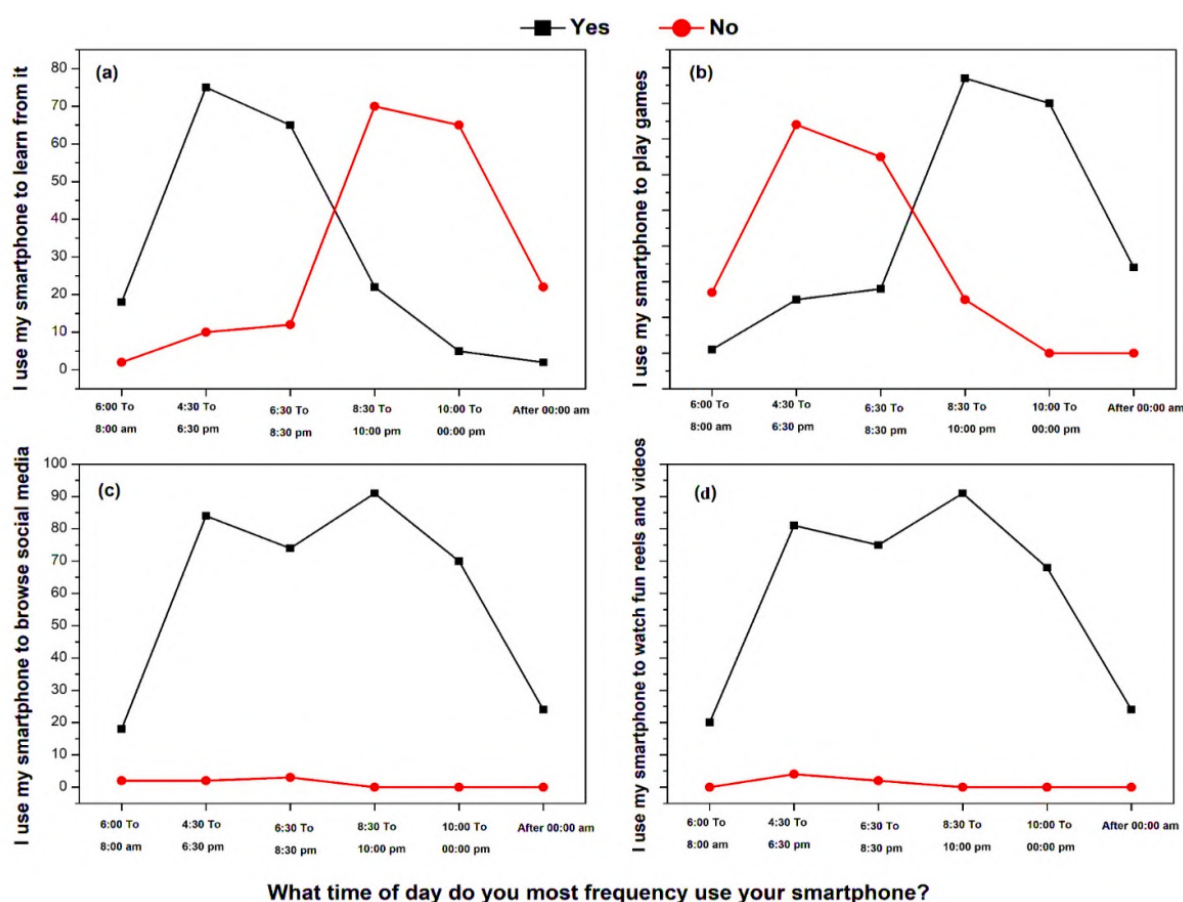 Yes No
(a)
I use my smartphone to learn from it
80
70
60
50
40
30
20
10
0
6:00 To 4:30 To 6:30 To 8:30 To 10:00 To After 00:00 am
8:00 am 6:30 pm 8:30 pm 10:00 pm 00:00 pm
(b)
I use my smartphone to play games
6:00 To 4:30 To 6:30 To 8:30 To 10:00 To After 00:00 am
8:00 am 6:30 pm 8:30 pm 10:00 pm 00:00 pm
(c)
I use my smartphone to browse social media
100
90
80
70
60
50
40
30
20
10
0
6:00 To 4:30 To 6:30 To 8:30 To 10:00 To After 00:00 am
8:00 am 6:30 pm 8:30 pm 10:00 pm 00:00 pm
(d)
I use my smartphone to watch fun reels and videos
6:00 To 4:30 To 6:30 To 8:30 To 10:00 To After 00:00 am
8:00 am 6:30 pm 8:30 pm 10:00 pm 00:00 pm
What time of day do you most frequency use your smartphone?